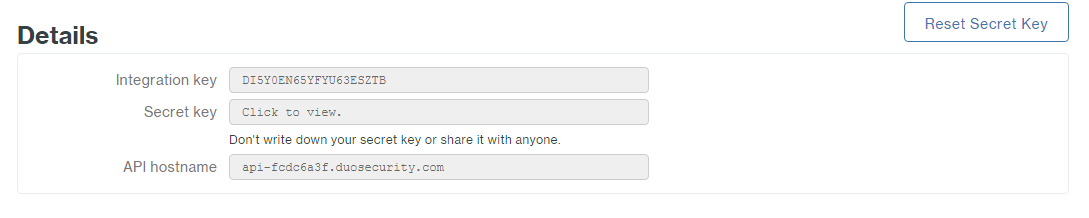 Reset Secret Key
Details
Integration key DI5Y0EN65YFYU63ESZTB
Secret key Click to view.
Don't write down your secret key or share it with anyone.
API hostname api-fcdc6a3f.duosecurity.com